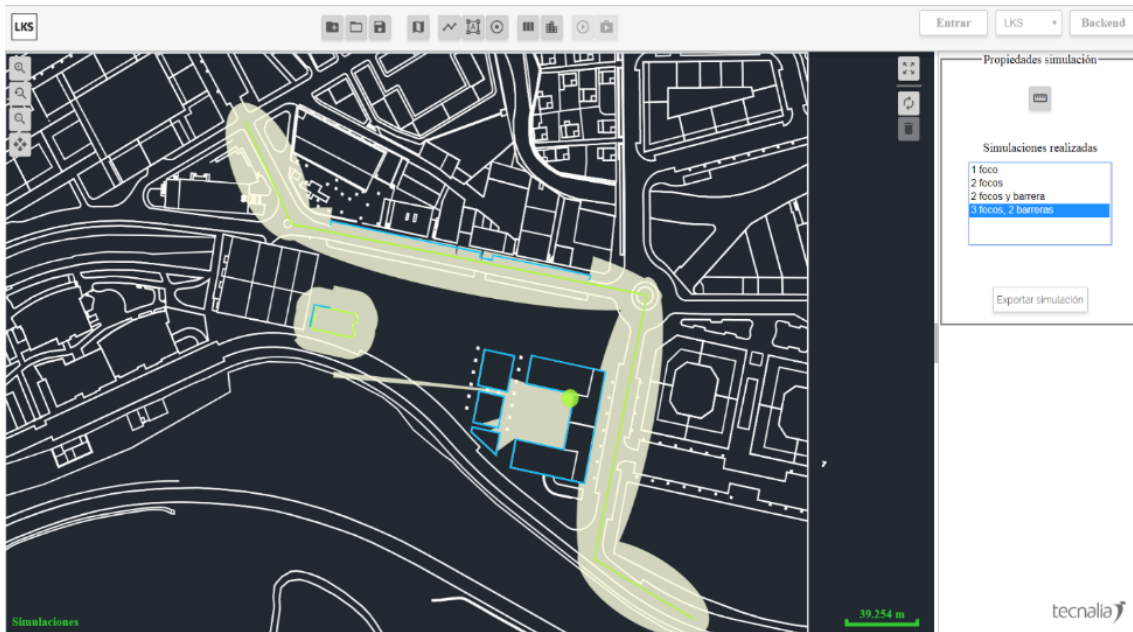 LKS
Entrar
LKS
Backend
Propiedades simulación
Simulaciones realizadas
1 foco
2 focos
2 focos y barrera
3 focos, 2 barreras
Exportar simulación
Simulaciones
39.254 m
tecnalia